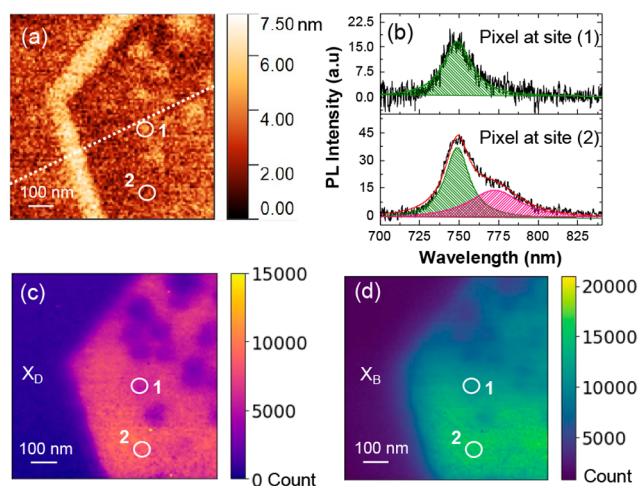 (a)
1
2
100 nm
7.50 nm
6.00
4.00
2.00
0.00
(b)
Pixel at site (1)
22.5
15.0
7.5
0.0
Pixel at site (2)
45
30
15
0
PL Intensity (a.u)
700 725 750 775 800 825
Wavelength (nm)
(c)
X_D
1
2
100 nm
15000
10000
5000
0 Count
(d)
X_B
1
2
100 nm
20000
15000
10000
5000
Count